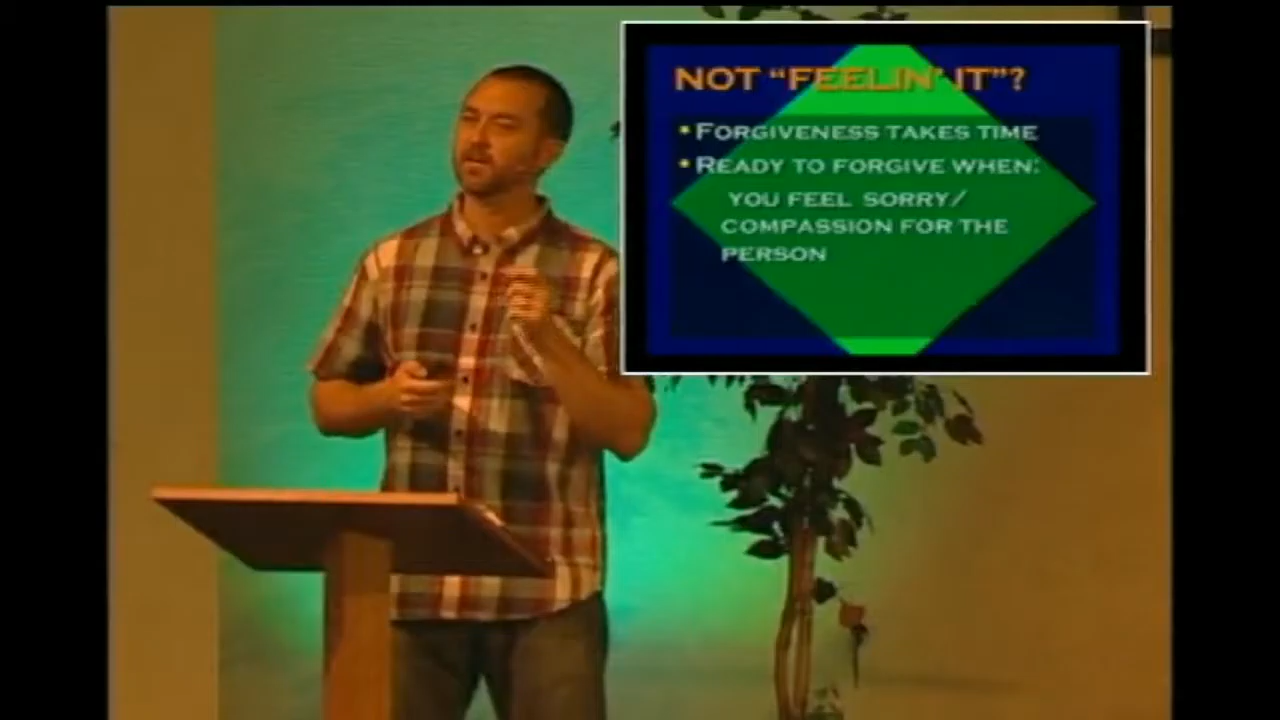 NOT “FEELIN’ IT”?
• FORGIVENESS TAKES TIME
• READY TO FORGIVE WHEN:
YOU FEEL SORRY/
COMPASSION FOR THE
PERSON